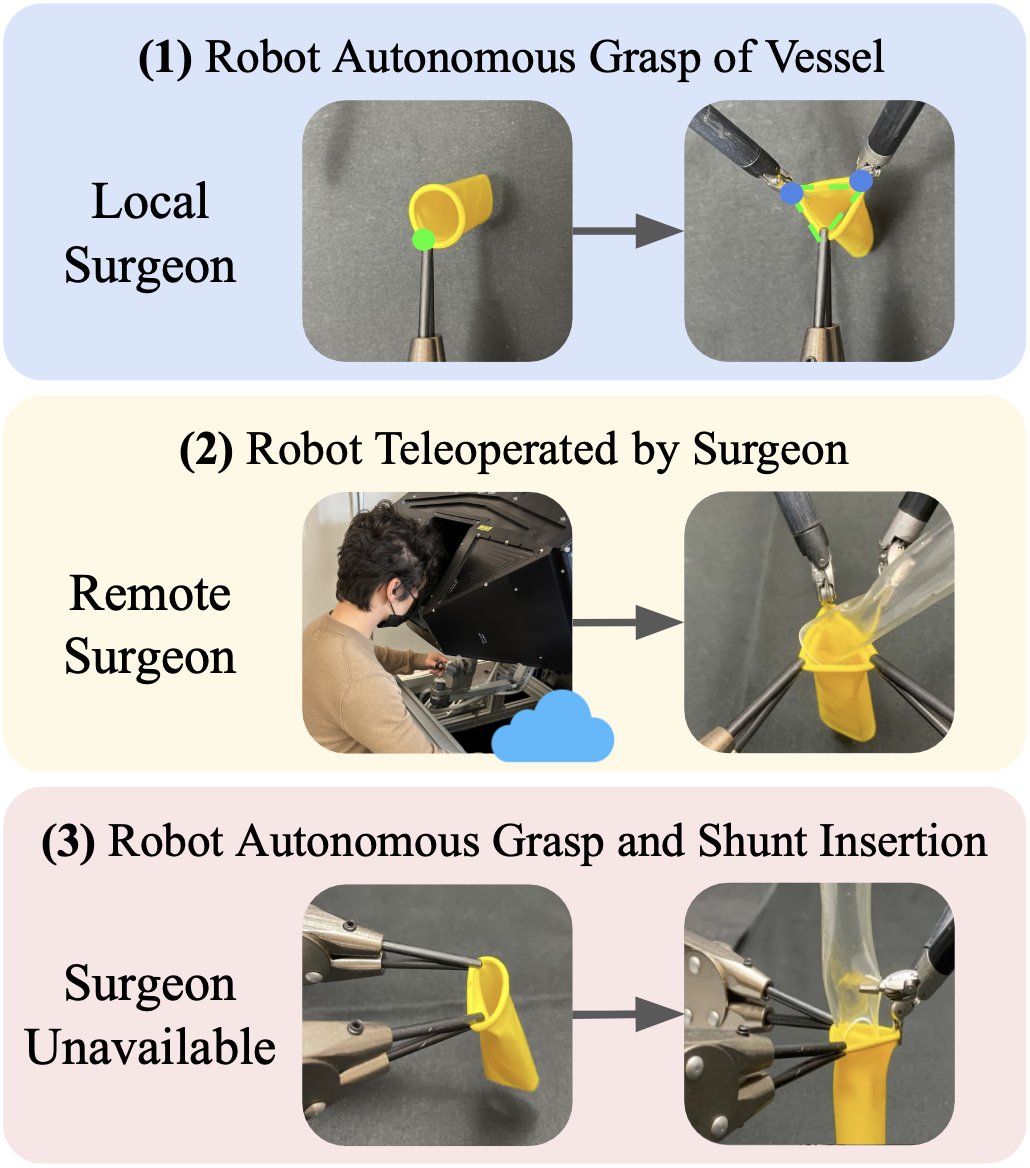 (1) Robot Autonomous Grasp of Vessel
Local
Surgeon
(2) Robot Teleoperated by Surgeon
Remote
Surgeon
(3) Robot Autonomous Grasp and Shunt Insertion
Surgeon
Unavailable